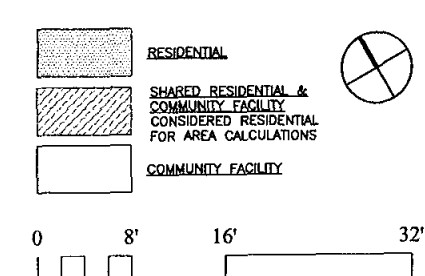 RESIDENTIAL
SHARED RESIDENTIAL &
COMMUNITY FACILITY
CONSIDERED RESIDENTIAL
FOR AREA CALCULATIONS
COMMUNITY FACILITY
0 8' 16' 32'